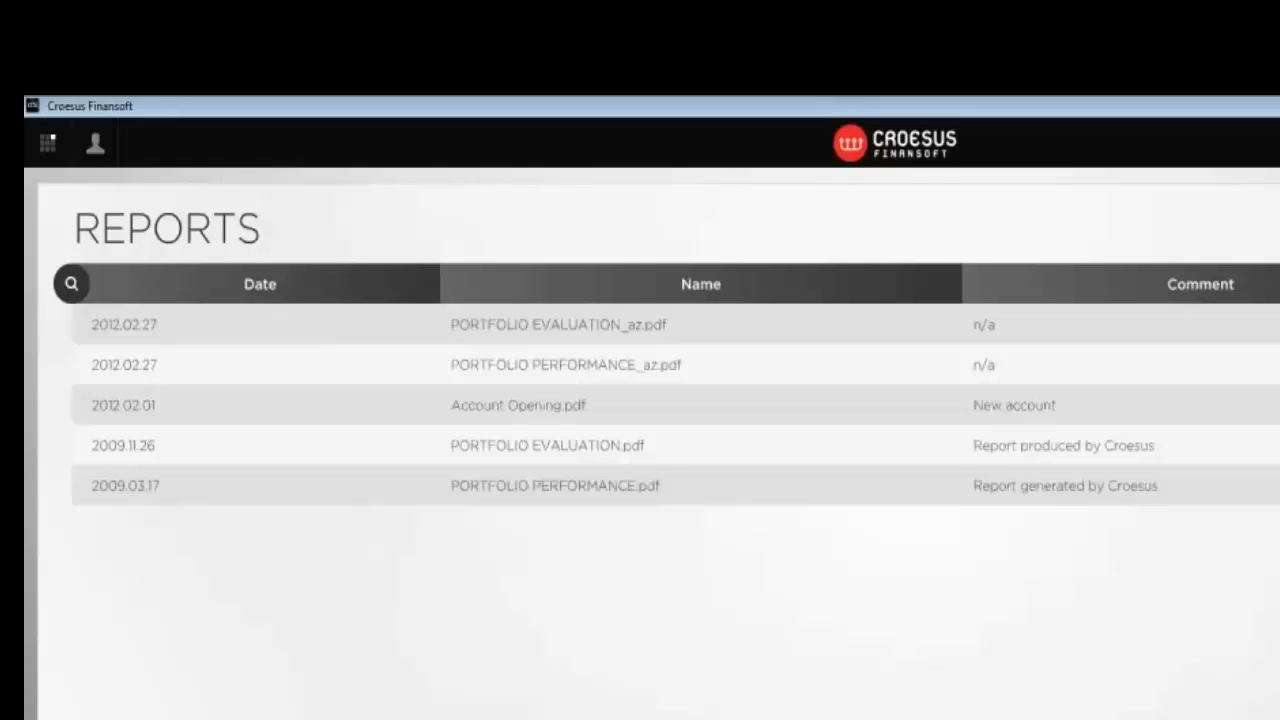 Croesus Finansoft
CROESUS
FINANSOFT
REPORTS
Date Name Comment
2012.02.27 PORTFOLIO EVALUATION_az.pdf n/a
2012.02.27 PORTFOLIO PERFORMANCE_az.pdf n/a
2012.02.01 Account Opening.pdf New account
2009.11.26 PORTFOLIO EVALUATION.pdf Report produced by Croesus
2009.03.17 PORTFOLIO PERFORMANCE.pdf Report generated by Croesus